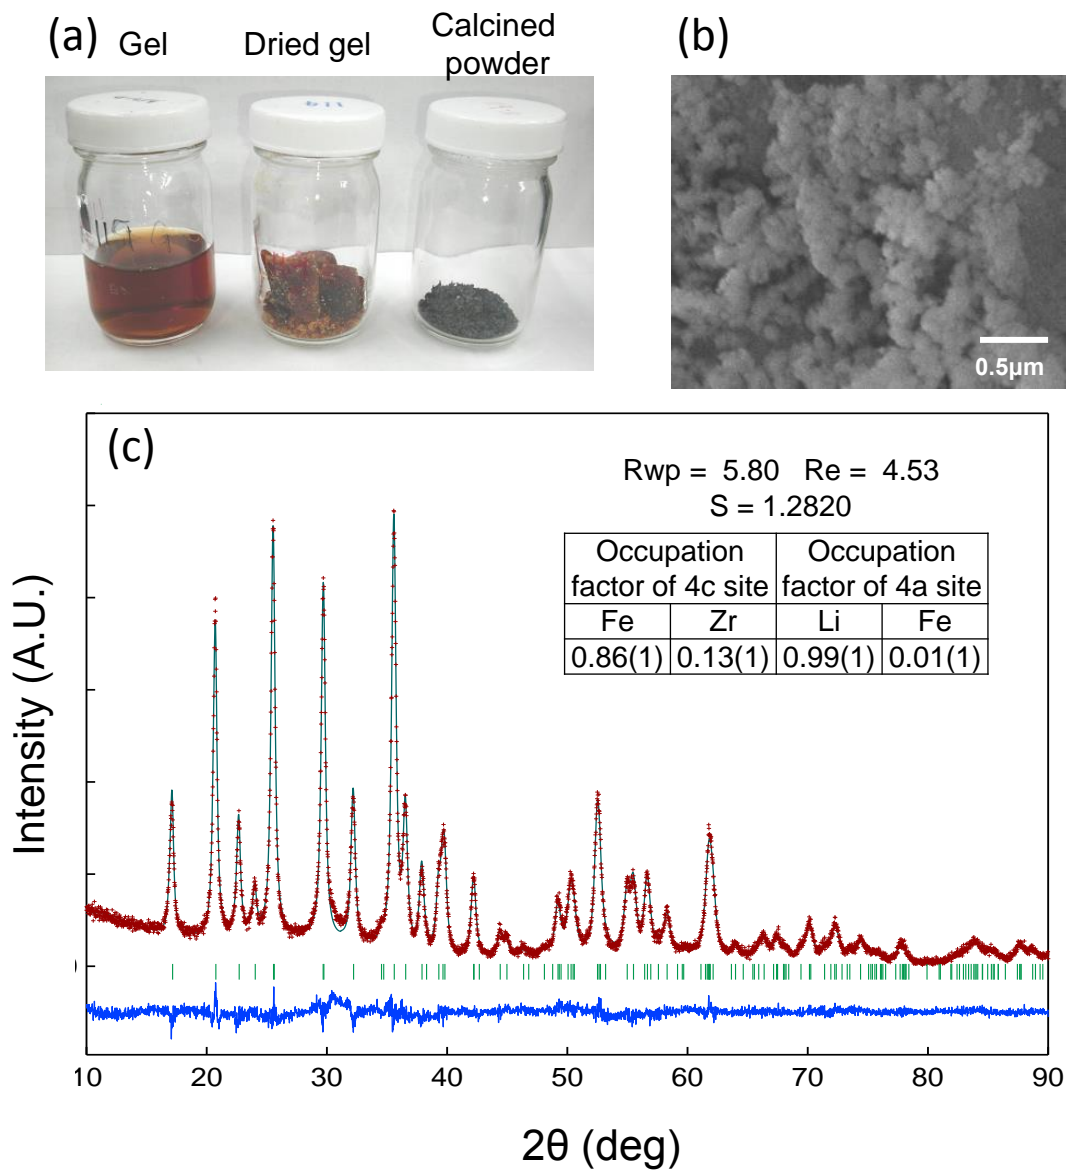 (a)
Gel
Dried gel
Calcined
powder
(b)
0.5μm
(c)
Rwp = 5.80 Re = 4.53
S = 1.2820
Occupation
factor of 4c site
Occupation
factor of 4a site
Fe
Zr
Li
Fe
0.86(1)
0.13(1)
0.99(1)
0.01(1)
Intensity (A.U.)
10
20
30
40
50
60
70
80
90
2θ (deg)